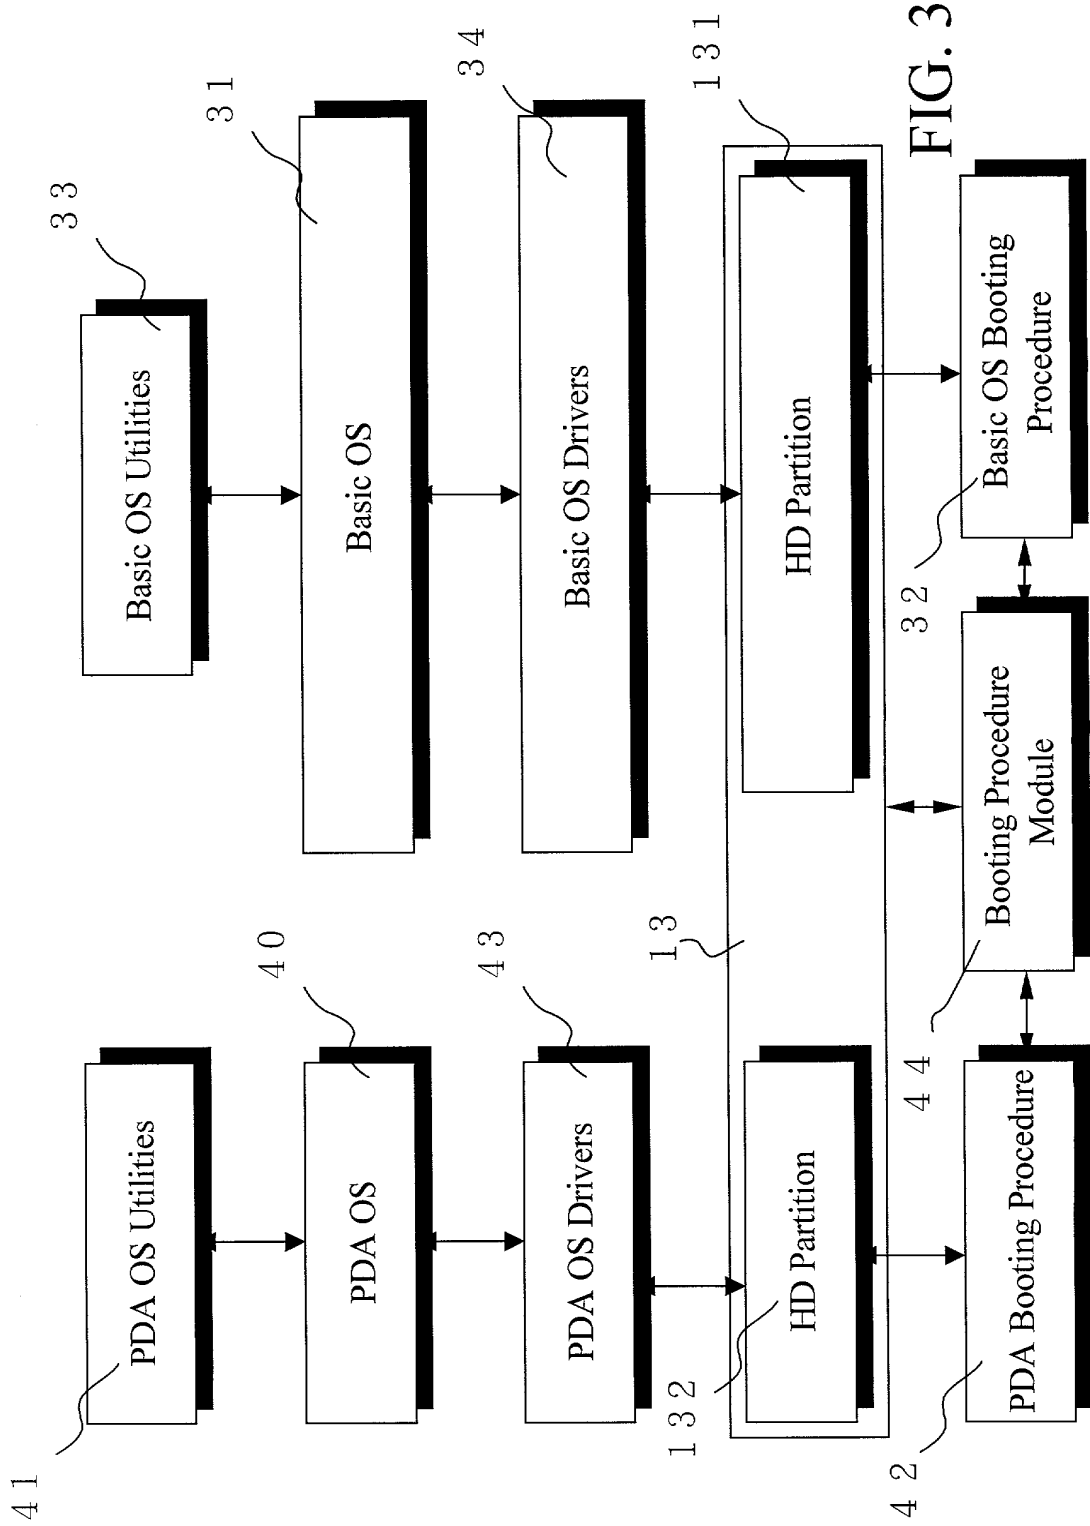 41
PDA OS Utilities
33
Basic OS Utilities
40
PDA OS
31
Basic OS
43
PDA OS Drivers
34
Basic OS Drivers
13
132
HD Partition
131
HD Partition
42
PDA Booting Procedure
44
Booting Procedure
Module
32
Basic OS Booting
Procedure
FIG. 3